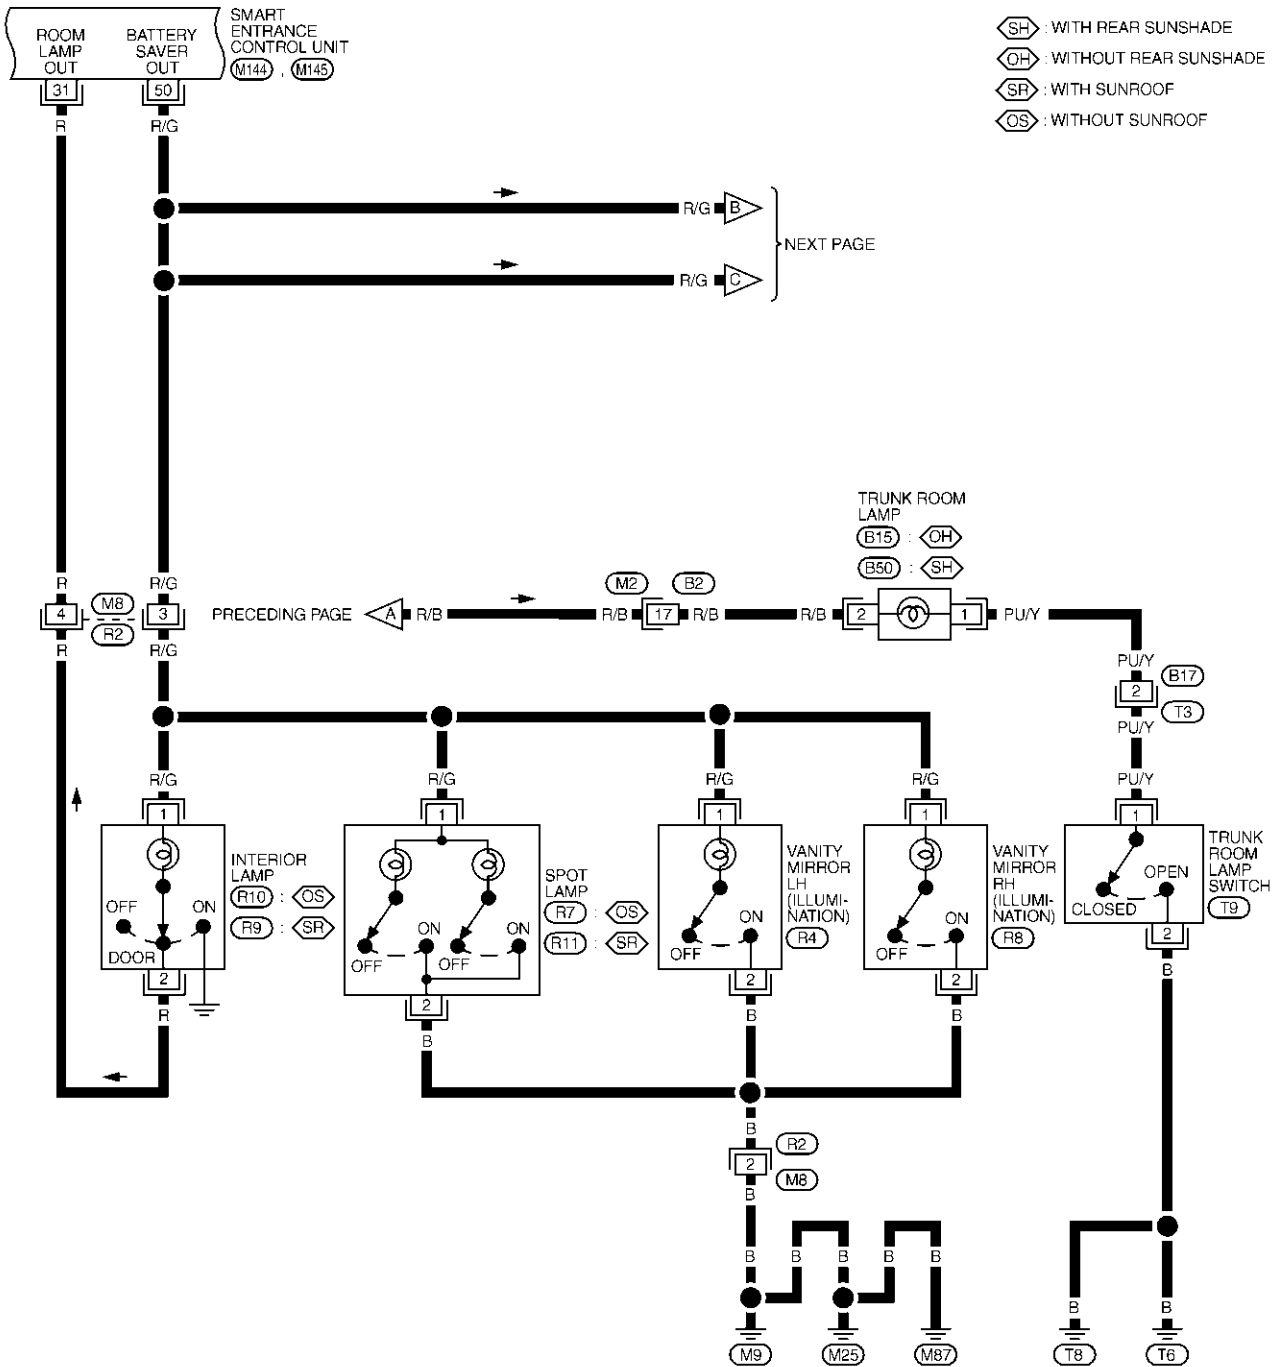 ROOM
LAMP
OUT
BATTERY
SAVER
OUT
SMART
ENTRANCE
CONTROL UNIT
M144 , M145
SH : WITH REAR SUNSHADE
OH : WITHOUT REAR SUNSHADE
SR : WITH SUNROOF
OS : WITHOUT SUNROOF
31
50
R
R/G
R/G B
NEXT PAGE
R/G C
TRUNK ROOM
LAMP
B15 : OH
B50 : SH
R
R/G
M2
B2
4
M8
3
R2
PRECEDING PAGE A R/B
R/B 17 R/B
R/B 2
1 PU/Y
R
R/G
PU/Y
B17
2
T3
PU/Y
R/G
R/G
R/G
R/G
PU/Y
1
1
1
1
1
INTERIOR
LAMP
R10 : OS
R9 : SR
OFF
ON
DOOR
SPOT
LAMP
R7 : OS
R11 : SR
ON
OFF
ON
OFF
VANITY
MIRROR
LH
(ILLUMI-
NATION)
R4
ON
OFF
VANITY
MIRROR
RH
(ILLUMI-
NATION)
R8
ON
OFF
TRUNK
ROOM
LAMP
SWITCH
T9
OPEN
CLOSED
2
2
2
2
2
R
B
B
B
B
B
R2
2
M8
B
B
B
B
B
B
B
B
M9
M25
M87
T8
T6